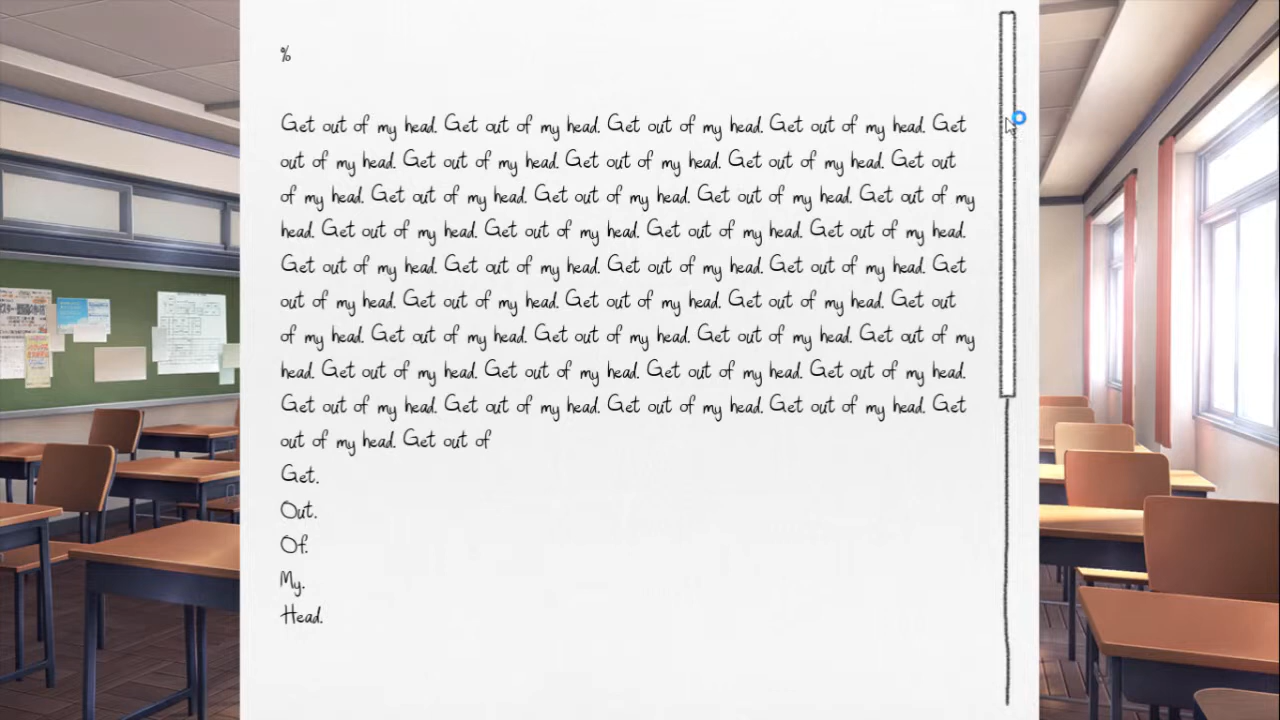 %
Get out of my head. Get out of my head. Get out of my head. Get out of my head. Get
out of my head. Get out of my head. Get out of my head. Get out of my head. Get out
of my head. Get out of my head. Get out of my head. Get out of my head. Get out of my
head. Get out of my head. Get out of my head. Get out of my head. Get out of my head.
Get out of my head. Get out of my head. Get out of my head. Get out of my head. Get
out of my head. Get out of my head. Get out of my head. Get out of my head. Get out
of my head. Get out of my head. Get out of my head. Get out of my head. Get out of my
head. Get out of my head. Get out of my head. Get out of my head. Get out of my head.
Get out of my head. Get out of my head. Get out of my head. Get out of my head. Get
out of my head. Get out of
Get.
Out.
Of.
My.
Head.